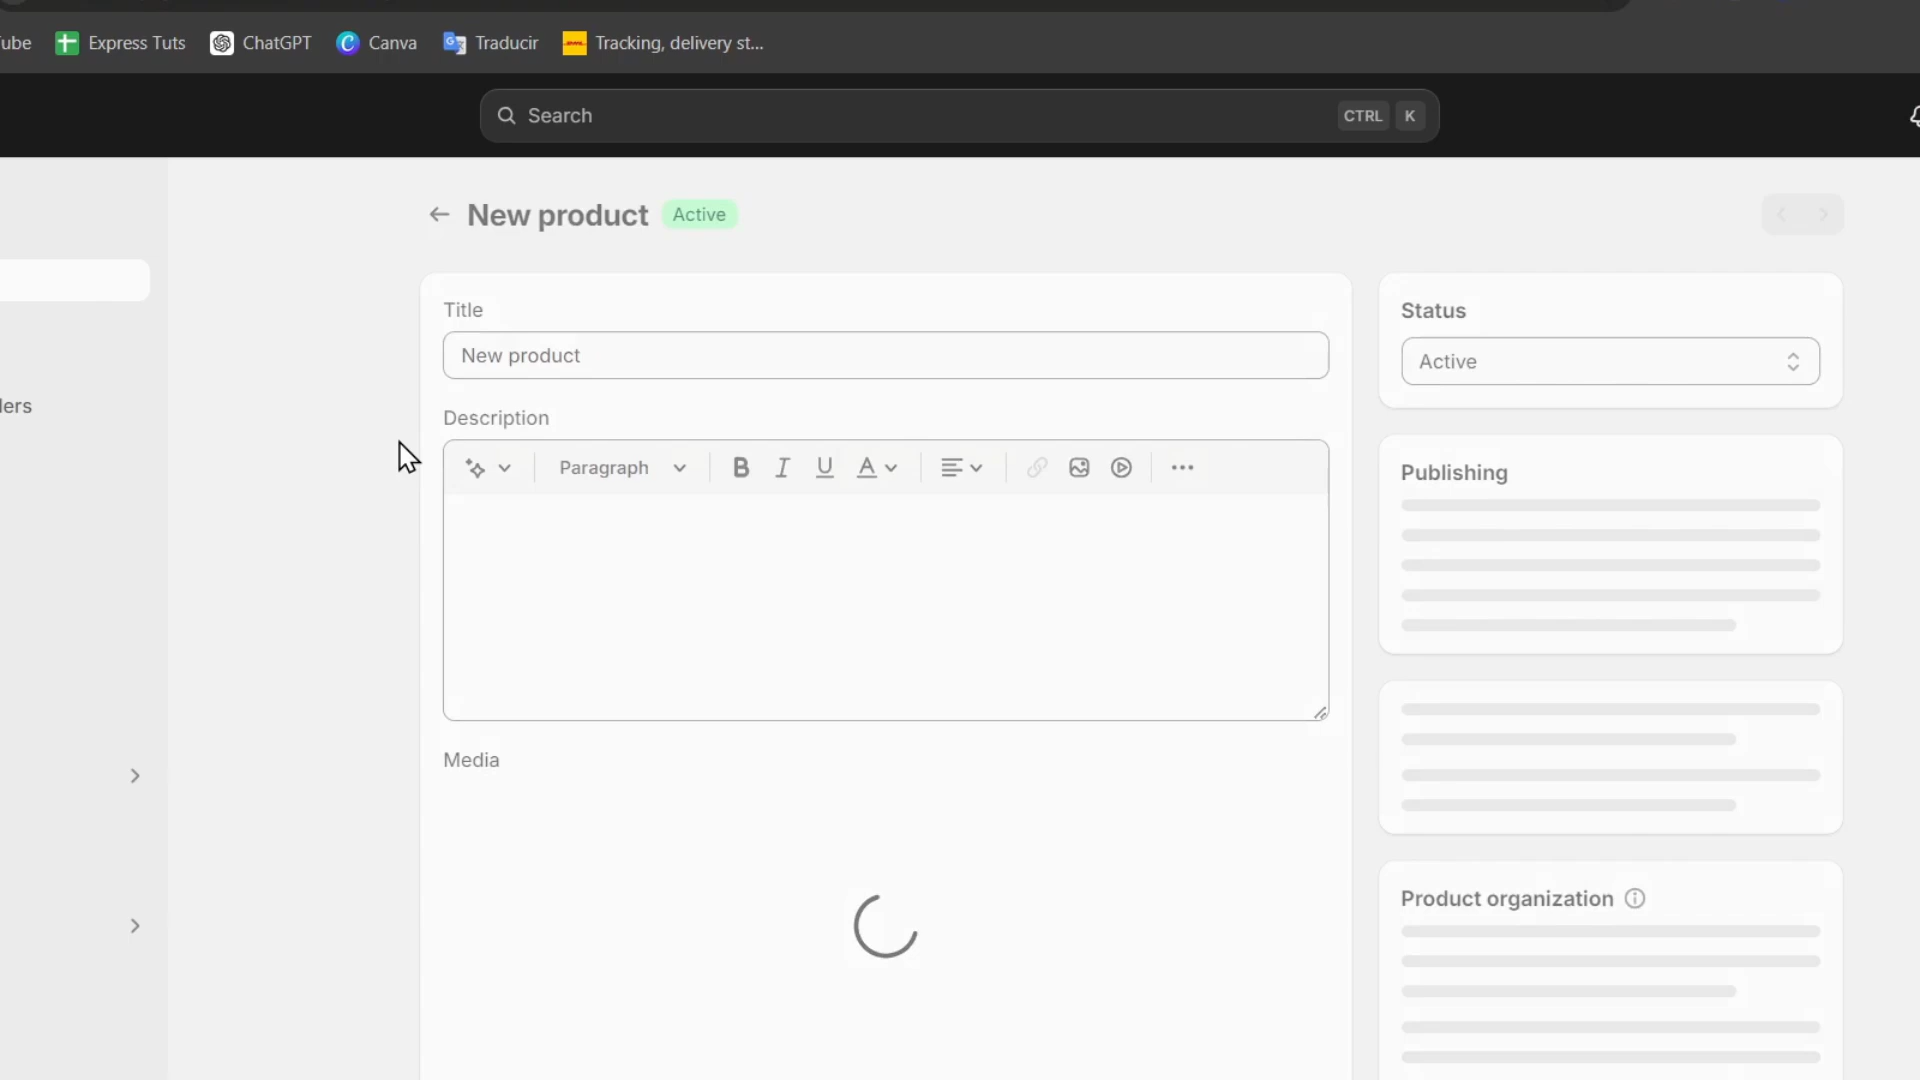 ube Express Tuts ChatGPT Canva Traducir Tracking, delivery st...
Search CTRL K
New product Active
Title
New product
Status
Active
lers
Description
Paragraph B I U A
Publishing
Media
Product organization